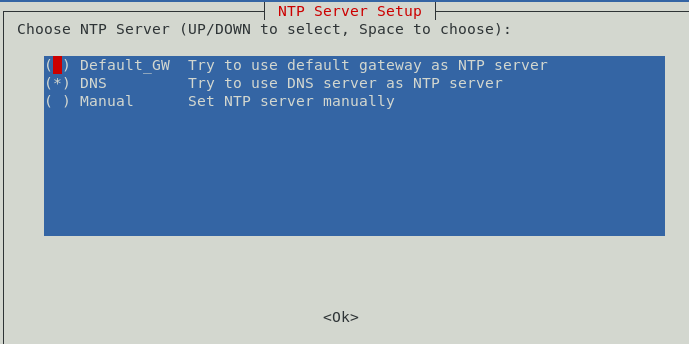 NTP Server Setup
Choose NTP Server (UP/DOWN to select, Space to choose):
( ) Default_GW  Try to use default gateway as NTP server
(*) DNS         Try to use DNS server as NTP server
( ) Manual      Set NTP server manually
<Ok>